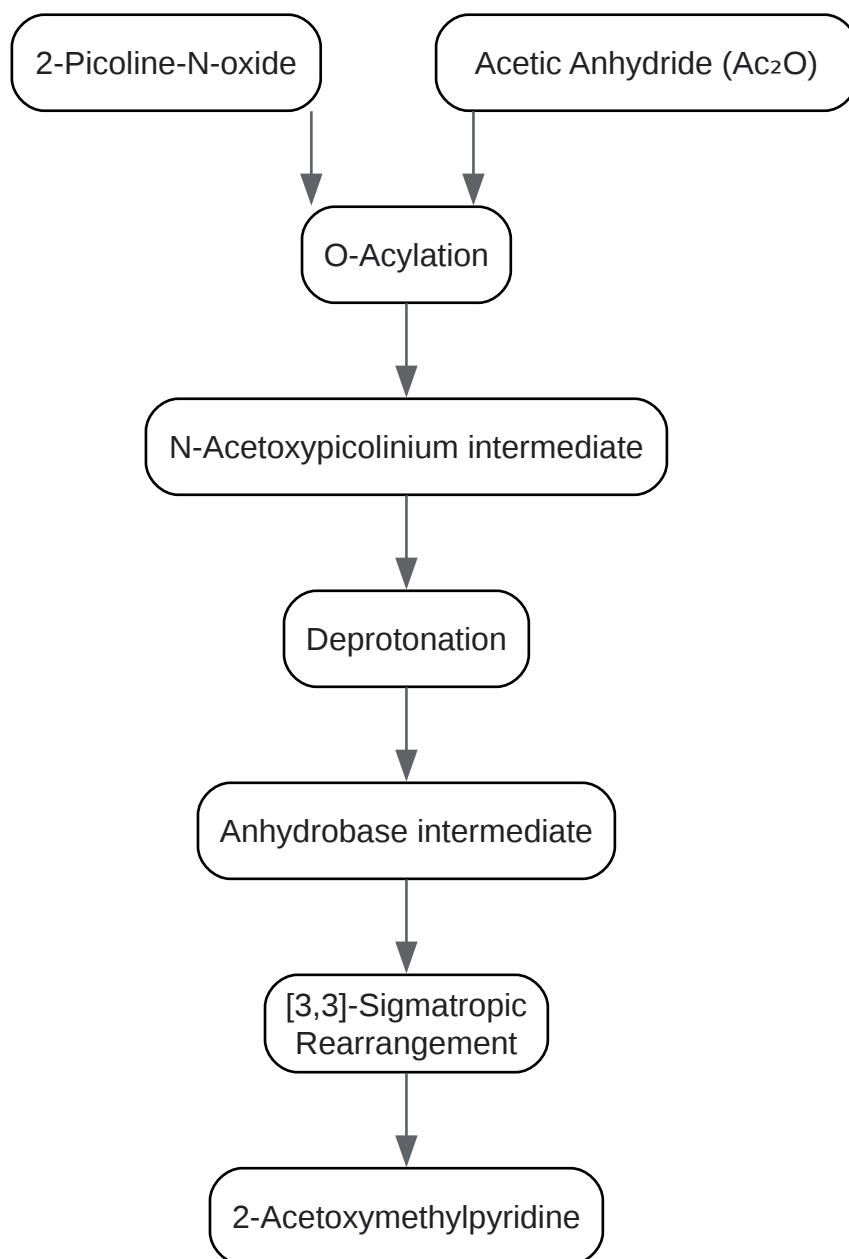 2-Picoline-N-oxide
Acetic Anhydride (Ac₂O)
O-Acylation
N-Acetoxypicolinium intermediate
Deprotonation
Anhydrobase intermediate
[3,3]-Sigmatropic
Rearrangement
2-Acetoxymethylpyridine